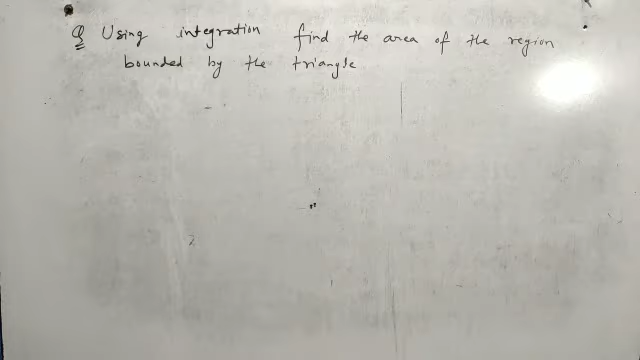 Q Using integration find the area of the region
bounded by the triangle